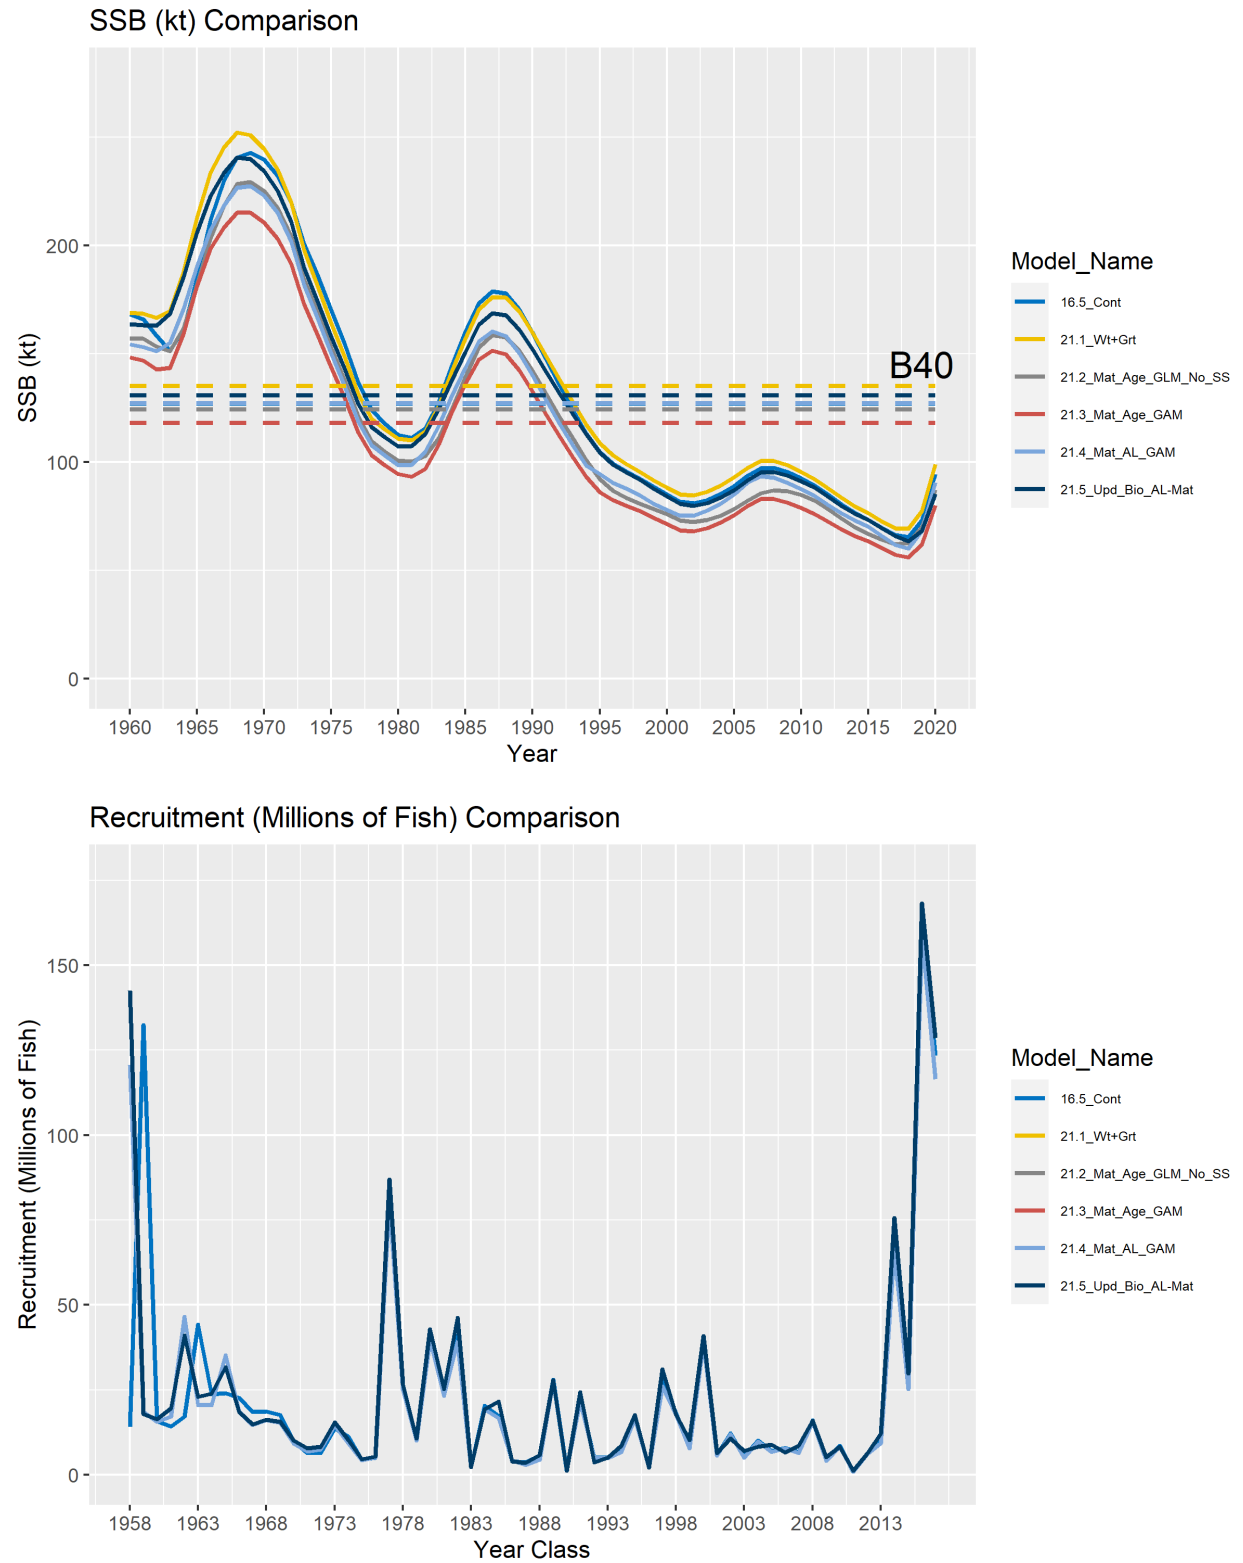 SSB (kt) Comparison
SSB (kt)
200
100
0
B40
1960 1965 1970 1975 1980 1985 1990 1995 2000 2005 2010 2015 2020
Year
Model_Name
16.5_Cont
21.1_Wt+Grt
21.2_Mat_Age_GLM_No_SS
21.3_Mat_Age_GAM
21.4_Mat_AL_GAM
21.5_Upd_Bio_AL-Mat
Recruitment (Millions of Fish) Comparison
Recruitment (Millions of Fish)
150
100
50
0
1958 1963 1968 1973 1978 1983 1988 1993 1998 2003 2008 2013
Year Class
Model_Name
16.5_Cont
21.1_Wt+Grt
21.2_Mat_Age_GLM_No_SS
21.3_Mat_Age_GAM
21.4_Mat_AL_GAM
21.5_Upd_Bio_AL-Mat